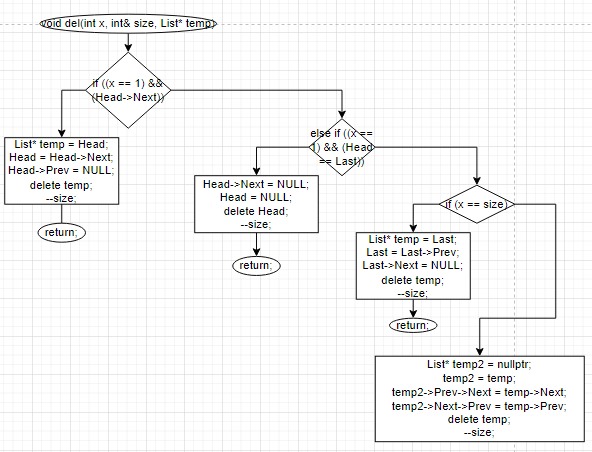 void del(int x, int& size, List* temp)
if ((x == 1) &&
(Head->Next))
List* temp = Head;
Head = Head->Next;
Head->Prev = NULL;
delete temp;
--size;
return;
else if ((x ==
1) && (Head
== Last))
Head->Next = NULL;
Head = NULL;
delete Head;
--size;
return;
if (x == size)
List* temp = Last;
Last = Last->Prev;
Last->Next = NULL;
delete temp;
--size;
return;
List* temp2 = nullptr;
temp2 = temp;
temp2->Prev->Next = temp->Next;
temp2->Next->Prev = temp->Prev;
delete temp;
--size;